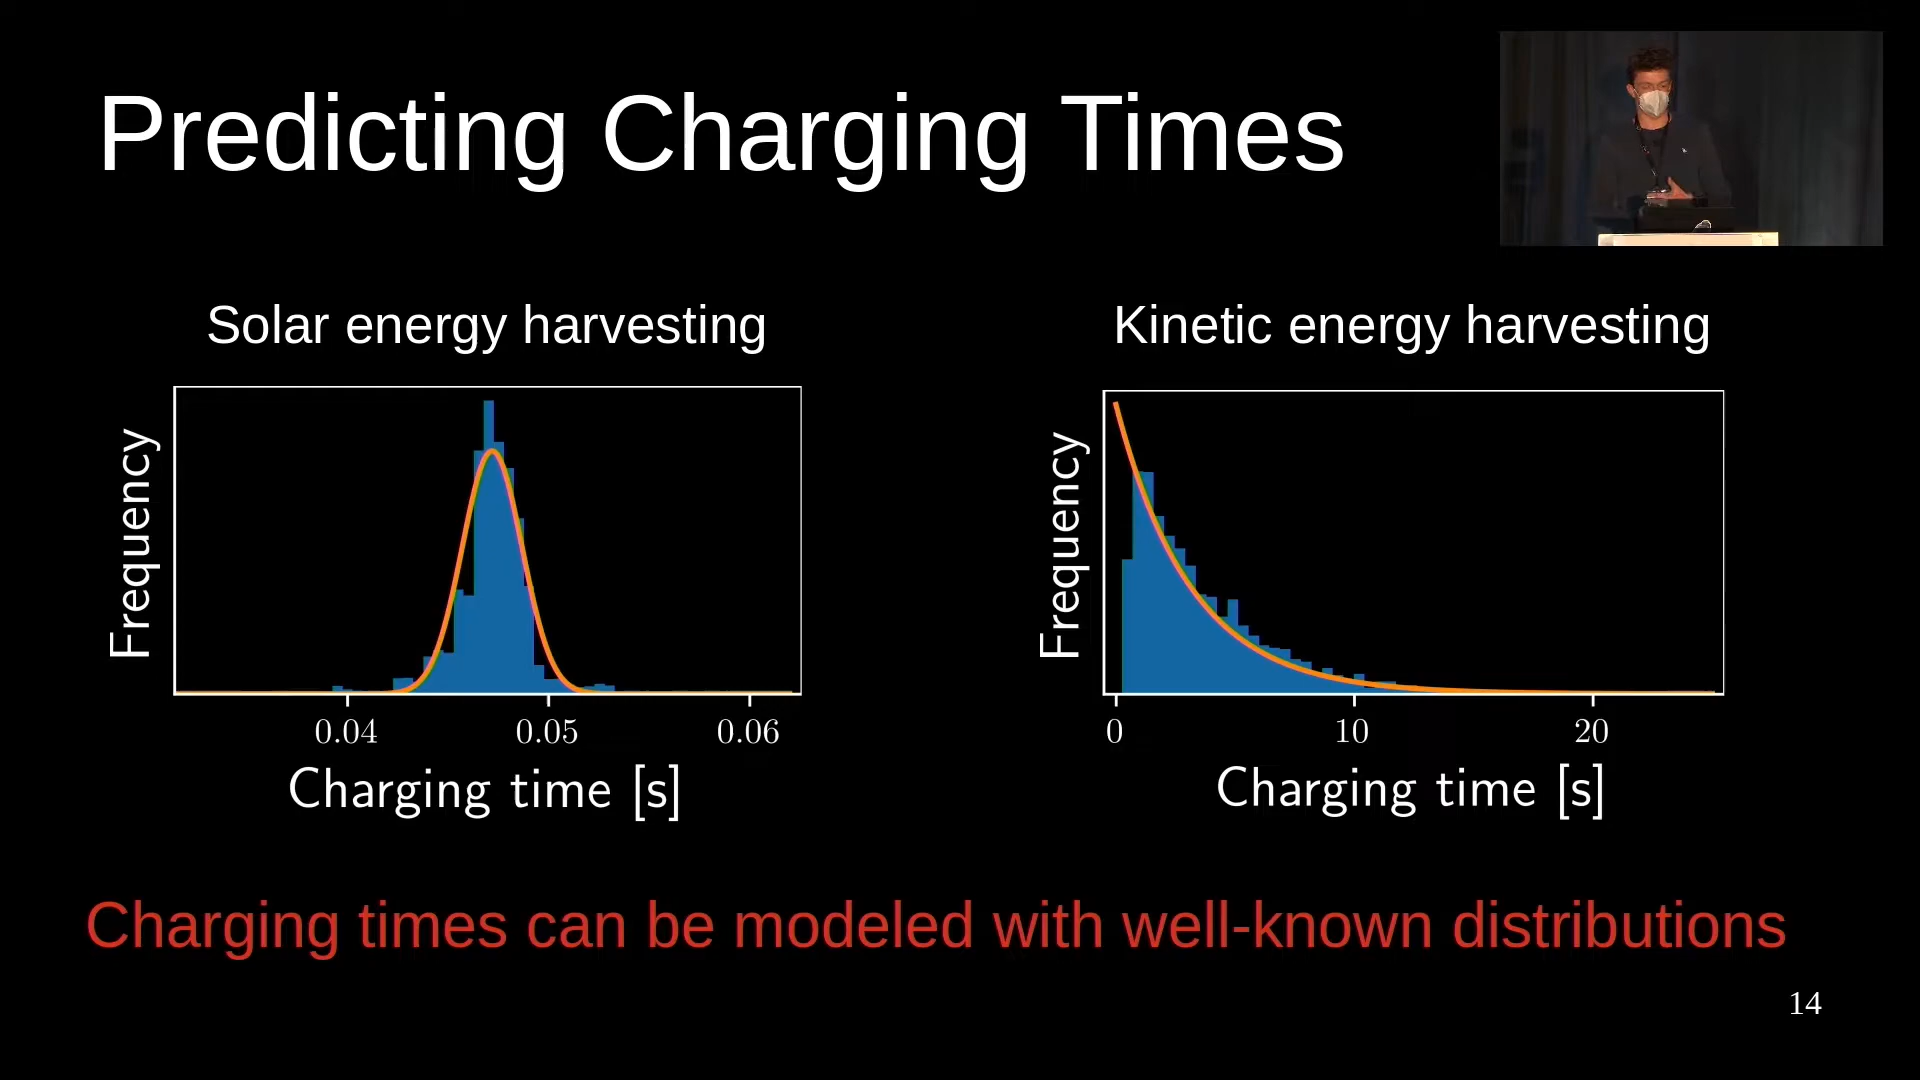 Predicting Charging Times
Solar energy harvesting
Kinetic energy harvesting
Frequency
0.04 0.05 0.06
Charging time [s]
Frequency
0 10 20
Charging time [s]
Charging times can be modeled with well-known distributions
14